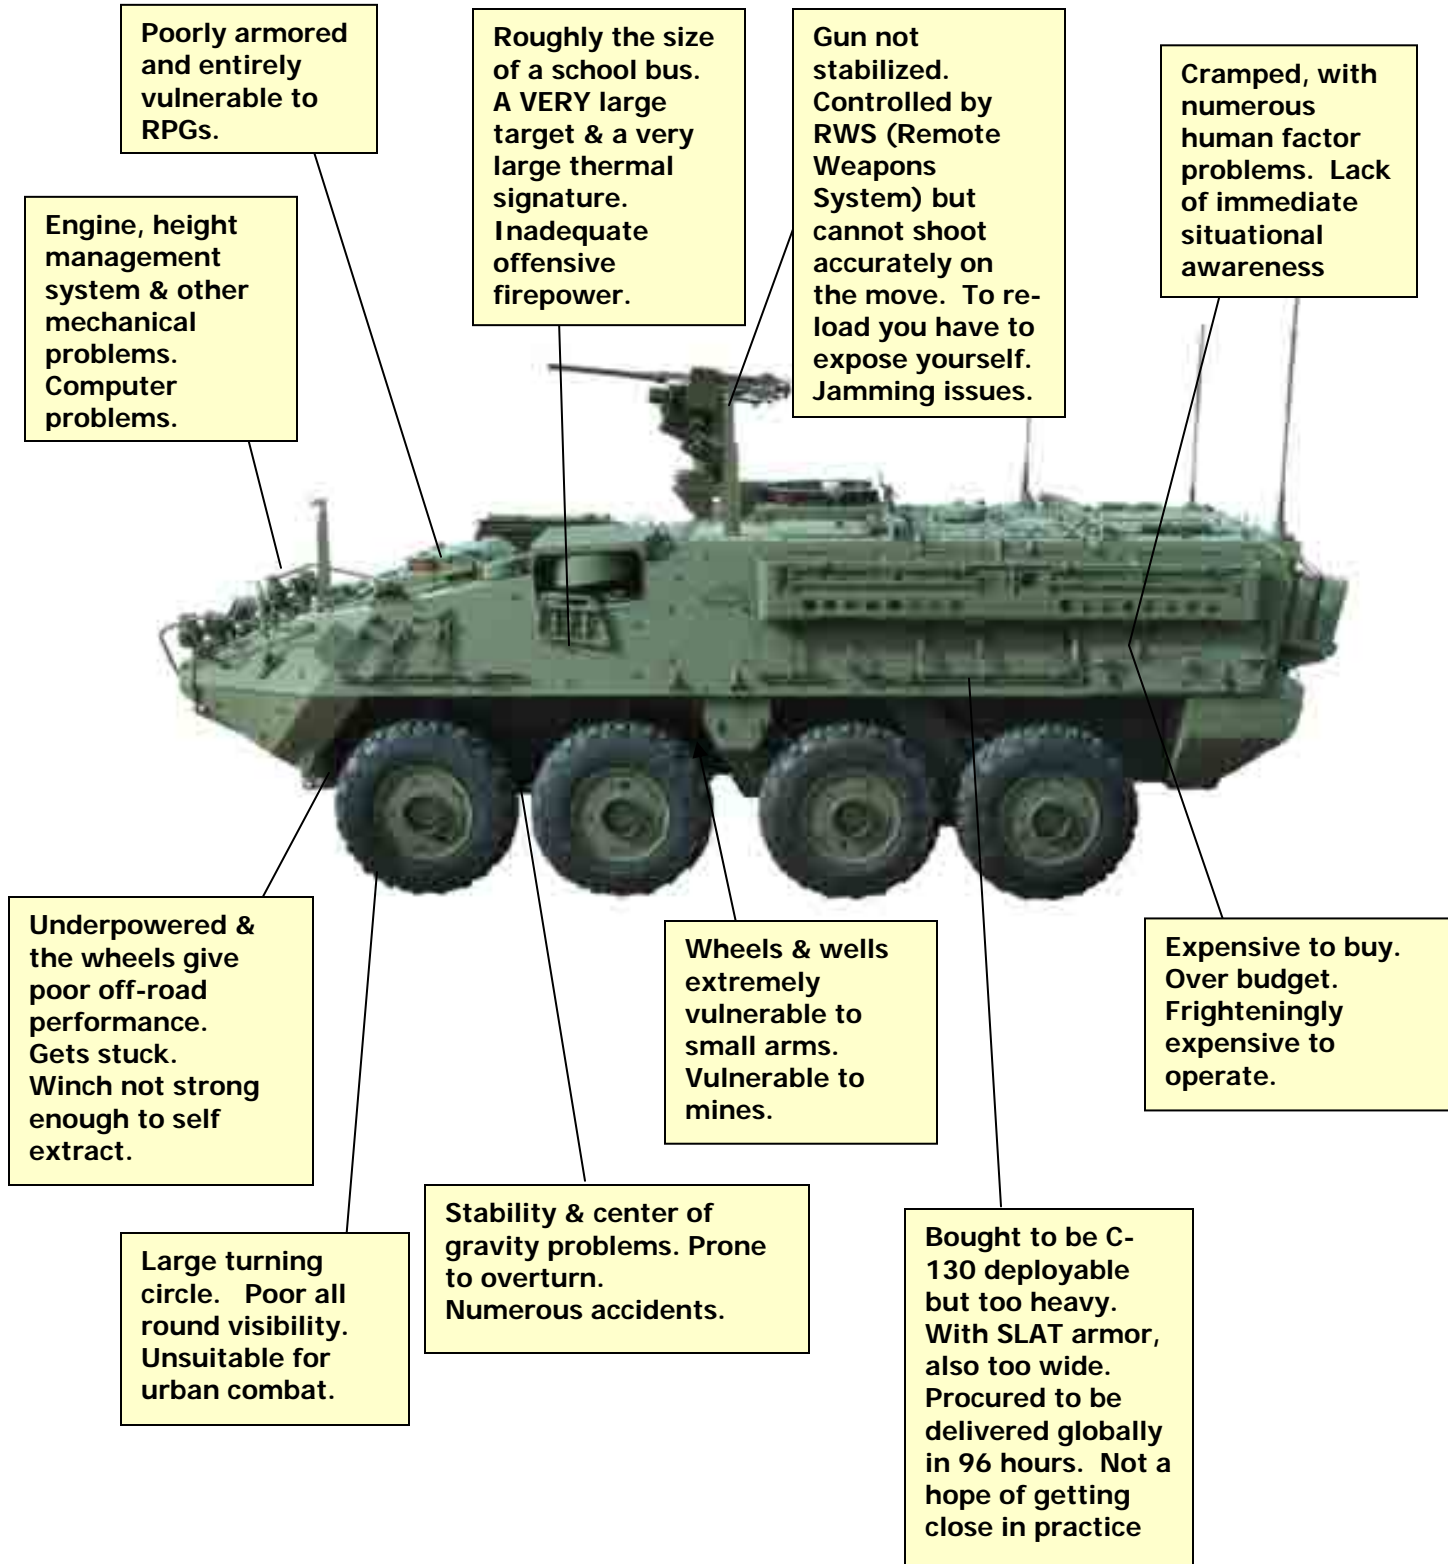 Poorly armored
and entirely
vulnerable to
RPGs.
Roughly the size
of a school bus.
A VERY large
target & a very
large thermal
signature.
Inadequate
offensive
firepower.
Gun not
stabilized.
Controlled by
RWS (Remote
Weapons
System) but
cannot shoot
accurately on
the move.  To re-
load you have to
expose yourself.
Jamming issues.
Cramped, with
numerous
human factor
problems.  Lack
of immediate
situational
awareness
Engine, height
management
system & other
mechanical
problems.
Computer
problems.
Underpowered &
the wheels give
poor off-road
performance.
Gets stuck.
Winch not strong
enough to self
extract.
Wheels & wells
extremely
vulnerable to
small arms.
Vulnerable to
mines.
Expensive to buy.
Over budget.
Frighteningly
expensive to
operate.
Large turning
circle.   Poor all
round visibility.
Unsuitable for
urban combat.
Stability & center of
gravity problems. Prone
to overturn.
Numerous accidents.
Bought to be C-
130 deployable
but too heavy.
With SLAT armor,
also too wide.
Procured to be
delivered globally
in 96 hours.  Not a
hope of getting
close in practice